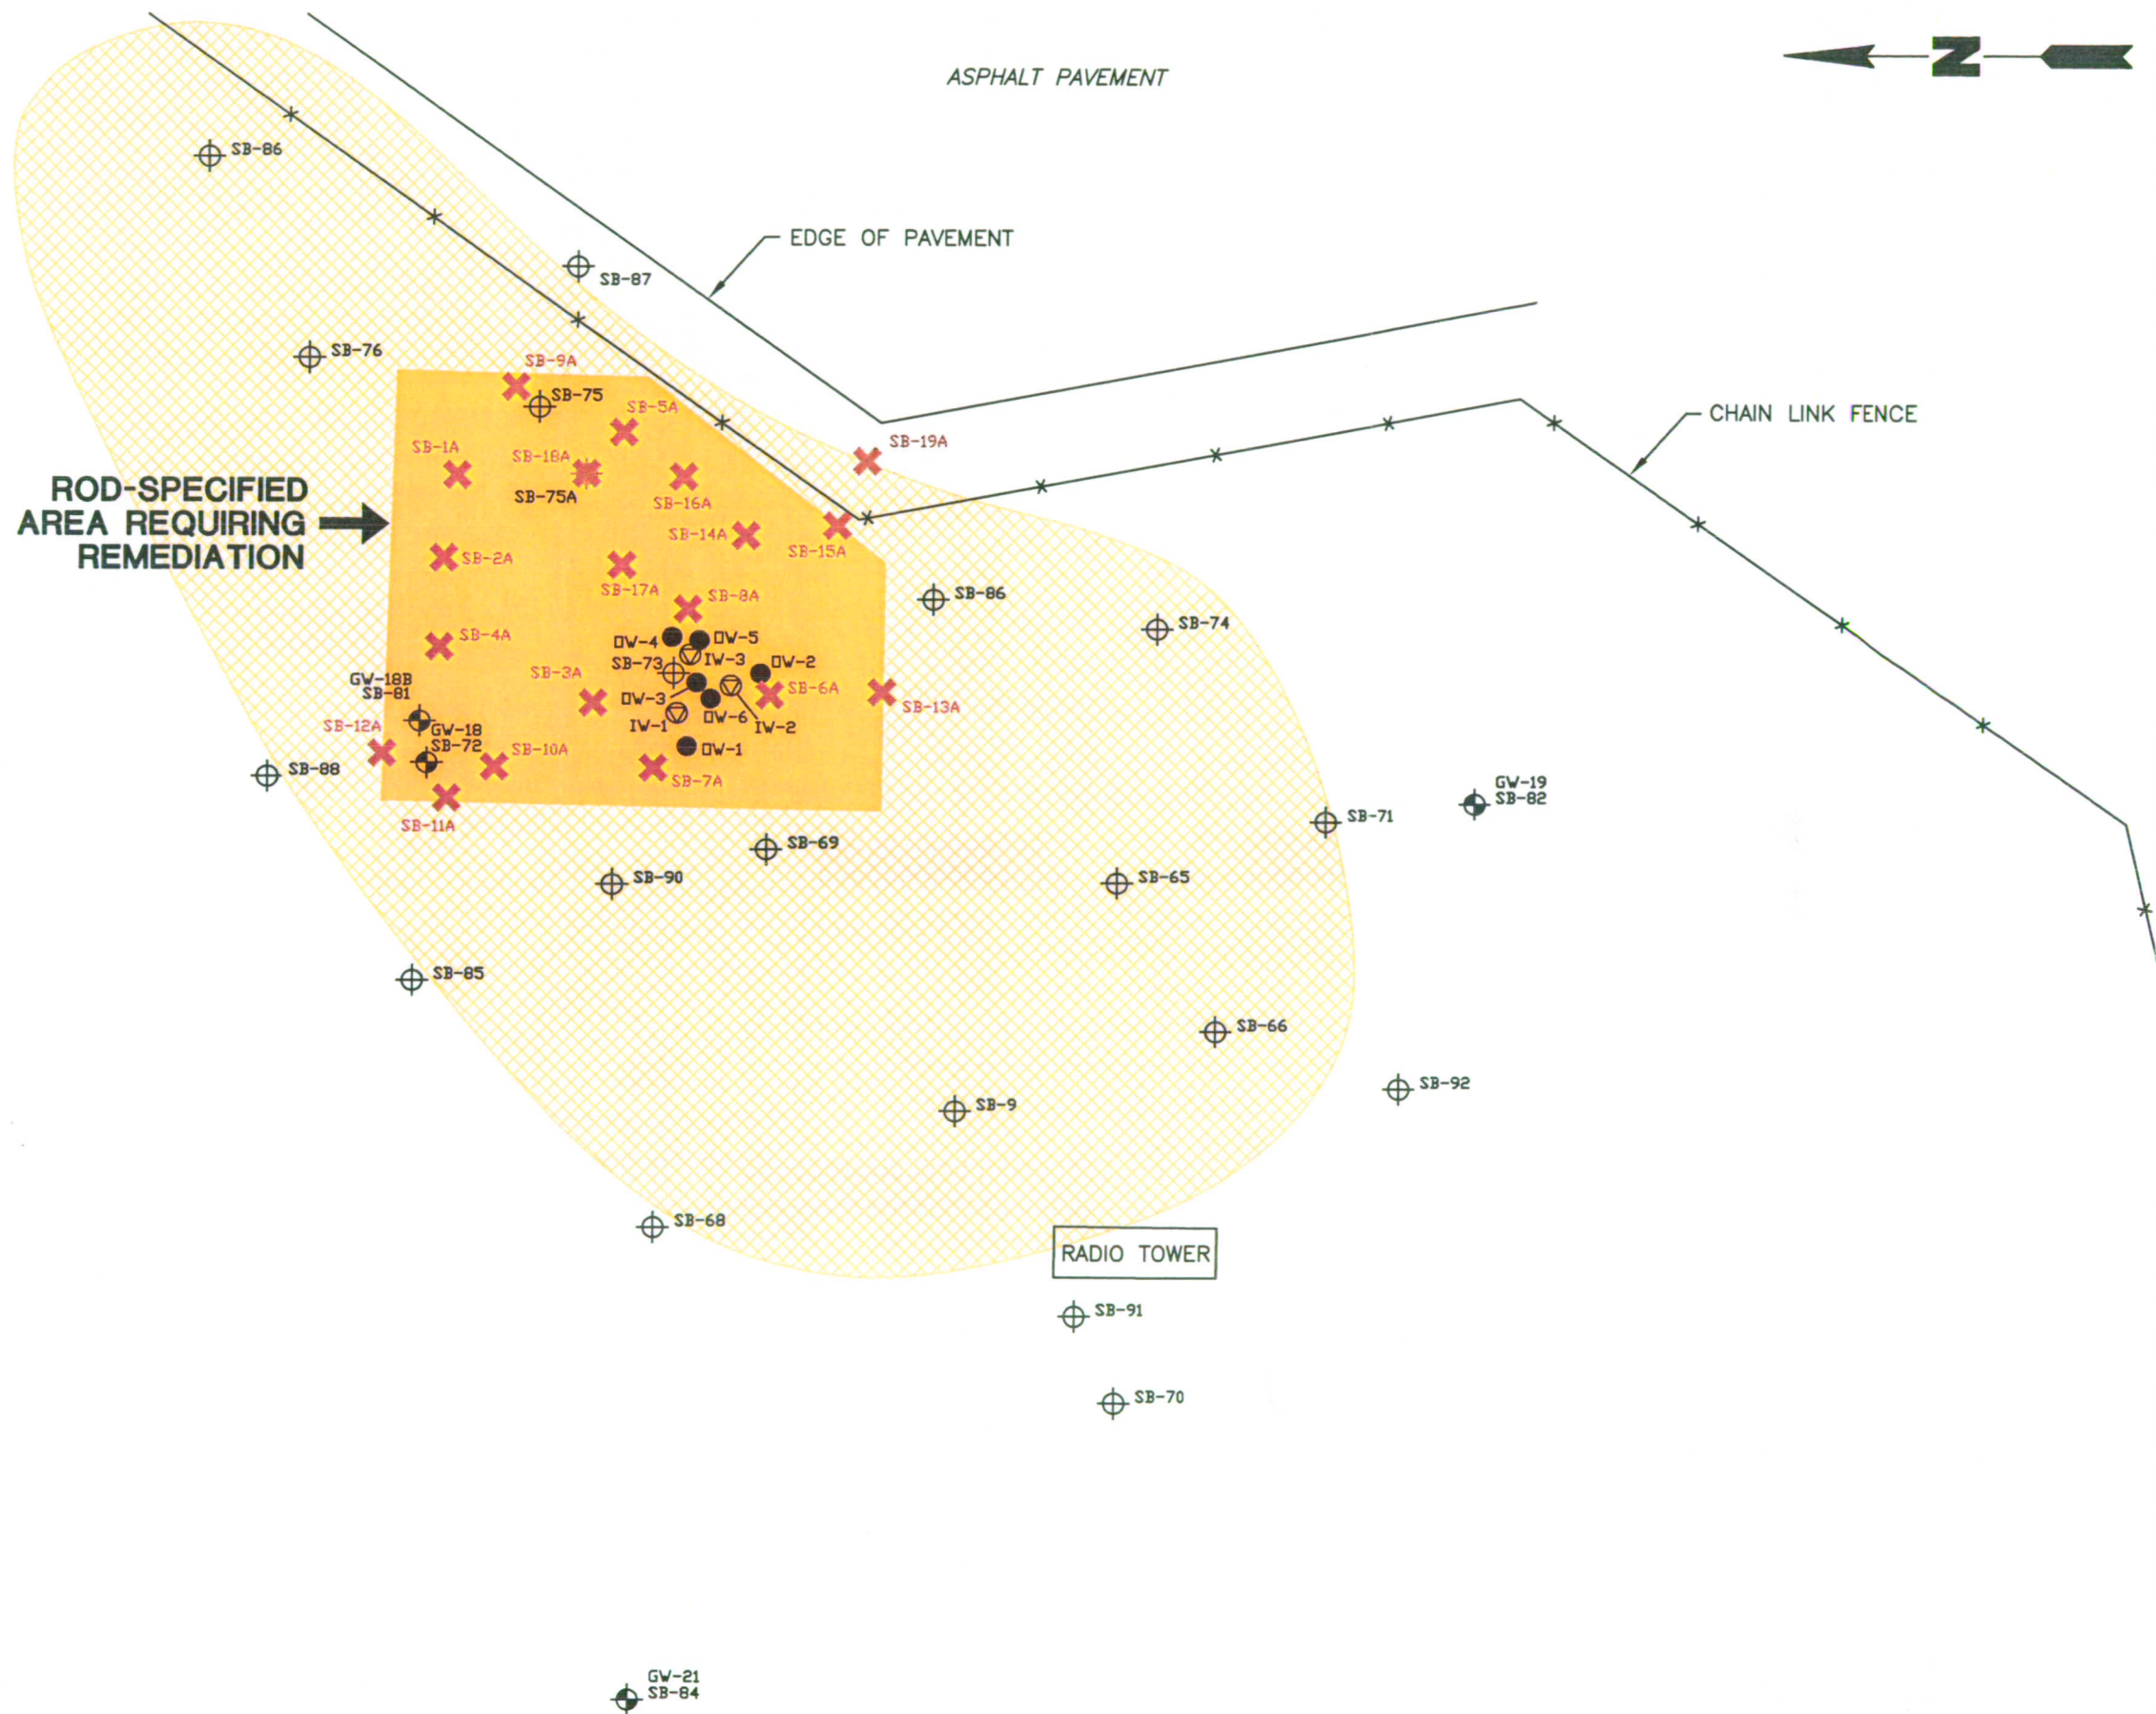 ASPHALT PAVEMENT
N
SB-86
EDGE OF PAVEMENT
SB-87
SB-76
SB-9A
SB-75
SB-5A
CHAIN LINK FENCE
SB-19A
SB-1A
SB-18A
SB-75A
SB-16A
ROD-SPECIFIED
AREA REQUIRING
REMEDIATION
SB-14A
SB-15A
SB-2A
SB-17A
SB-8A
SB-86
SB-74
SB-4A
OW-4
OW-5
SB-73
IW-3
OW-2
SB-3A
GW-18B
SB-81
OW-3
SB-6A
SB-13A
OW-6
IW-1
IW-2
SB-12A
GW-18
SB-72
SB-10A
OW-1
SB-7A
SB-88
GW-19
SB-82
SB-11A
SB-71
SB-69
SB-90
SB-65
SB-85
SB-66
SB-92
SB-9
SB-68
RADIO TOWER
SB-91
SB-70
GW-21
SB-84